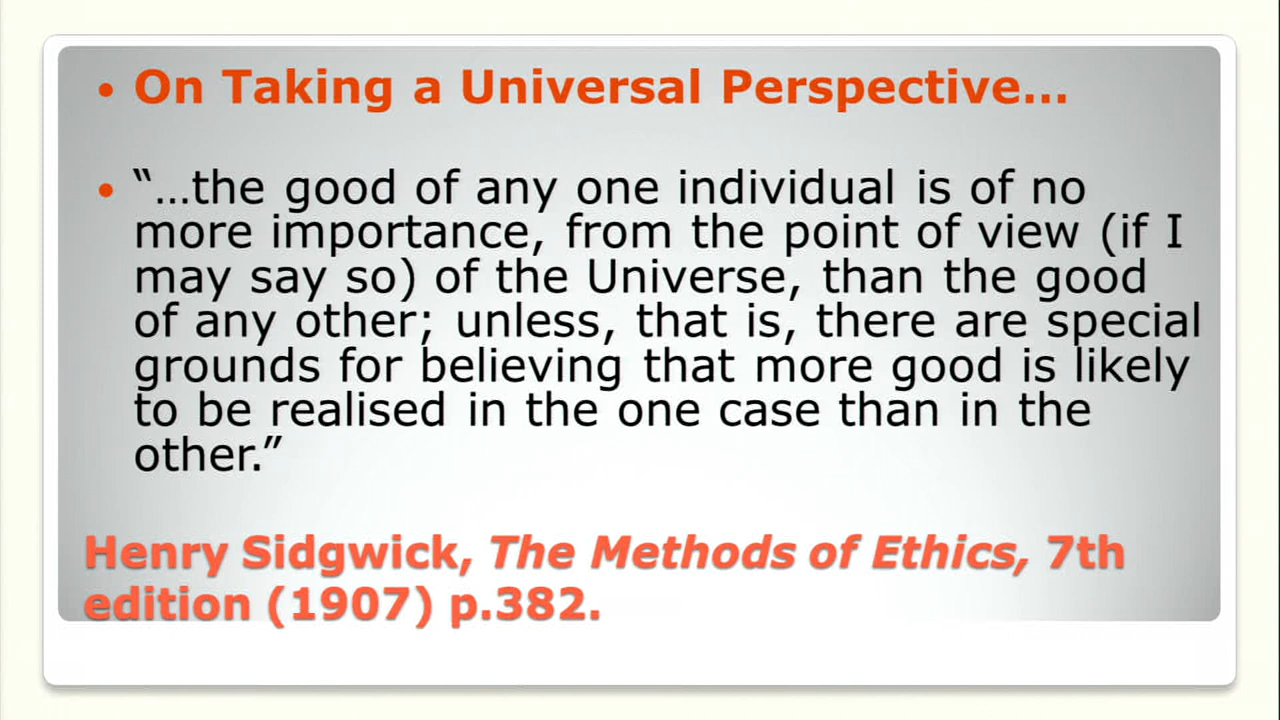 • On Taking a Universal Perspective…
• “…the good of any one individual is of no
more importance, from the point of view (if I
may say so) of the Universe, than the good
of any other; unless, that is, there are special
grounds for believing that more good is likely
to be realised in the one case than in the
other.”
Henry Sidgwick, The Methods of Ethics, 7th
edition (1907) p.382.